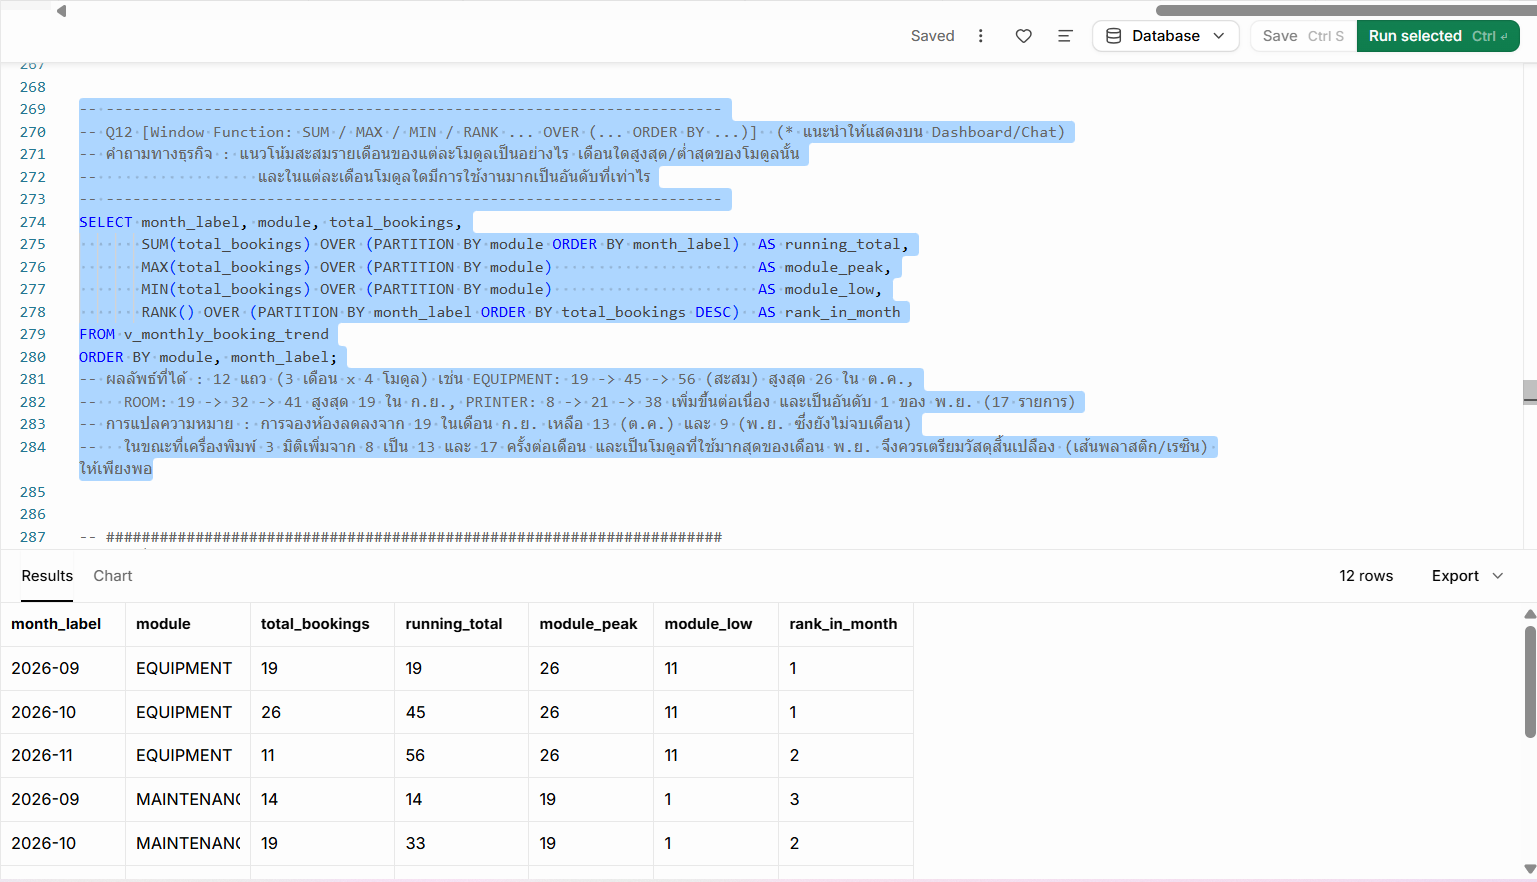 Saved
Database
Save Ctrl S
Run selected Ctrl ↵
267
268
269 -- ---------------------------------------------------------------------
270 -- Q12 [Window Function: SUM / MAX / MIN / RANK ... OVER (... ORDER BY ...)]  (* แนะนำให้แสดงบน Dashboard/Chat)
271 -- คำถามทางธุรกิจ : แนวโน้มสะสมรายเดือนของแต่ละโมดูลเป็นอย่างไร เดือนใดสูงสุด/ต่ำสุดของโมดูลนั้น
272 --                  และในแต่ละเดือนโมดูลใดมีการใช้งานมากเป็นอันดับที่เท่าไร
273 -- ---------------------------------------------------------------------
274 SELECT month_label, module, total_bookings,
275        SUM(total_bookings) OVER (PARTITION BY module ORDER BY month_label)  AS running_total,
276        MAX(total_bookings) OVER (PARTITION BY module)                       AS module_peak,
277        MIN(total_bookings) OVER (PARTITION BY module)                       AS module_low,
278        RANK() OVER (PARTITION BY month_label ORDER BY total_bookings DESC)  AS rank_in_month
279 FROM v_monthly_booking_trend
280 ORDER BY module, month_label;
281 -- ผลลัพธ์ที่ได้ : 12 แถว (3 เดือน x 4 โมดูล) เช่น EQUIPMENT: 19 -> 45 -> 56 (สะสม) สูงสุด 26 ใน ต.ค.,
282 --   ROOM: 19 -> 32 -> 41 สูงสุด 19 ใน ก.ย., PRINTER: 8 -> 21 -> 38 เพิ่มขึ้นต่อเนื่อง และเป็นอันดับ 1 ของ พ.ย. (17 รายการ)
283 -- การแปลความหมาย : การจองห้องลดลงจาก 19 ในเดือน ก.ย. เหลือ 13 (ต.ค.) และ 9 (พ.ย. ซึ่งยังไม่จบเดือน)
284 --   ในขณะที่เครื่องพิมพ์ 3 มิติเพิ่มจาก 8 เป็น 13 และ 17 ครั้งต่อเดือน และเป็นโมดูลที่ใช้มากสุดของเดือน พ.ย. จึงควรเตรียมวัสดุสิ้นเปลือง (เส้นพลาสติก/เรซิน)
ให้เพียงพอ
285
286
287 -- #####################################################################
Results Chart 12 rows Export
month_label module total_bookings running_total module_peak module_low rank_in_month
2026-09 EQUIPMENT 19 19 26 11 1
2026-10 EQUIPMENT 26 45 26 11 1
2026-11 EQUIPMENT 11 56 26 11 2
2026-09 MAINTENANC 14 14 19 1 3
2026-10 MAINTENANC 19 33 19 1 2